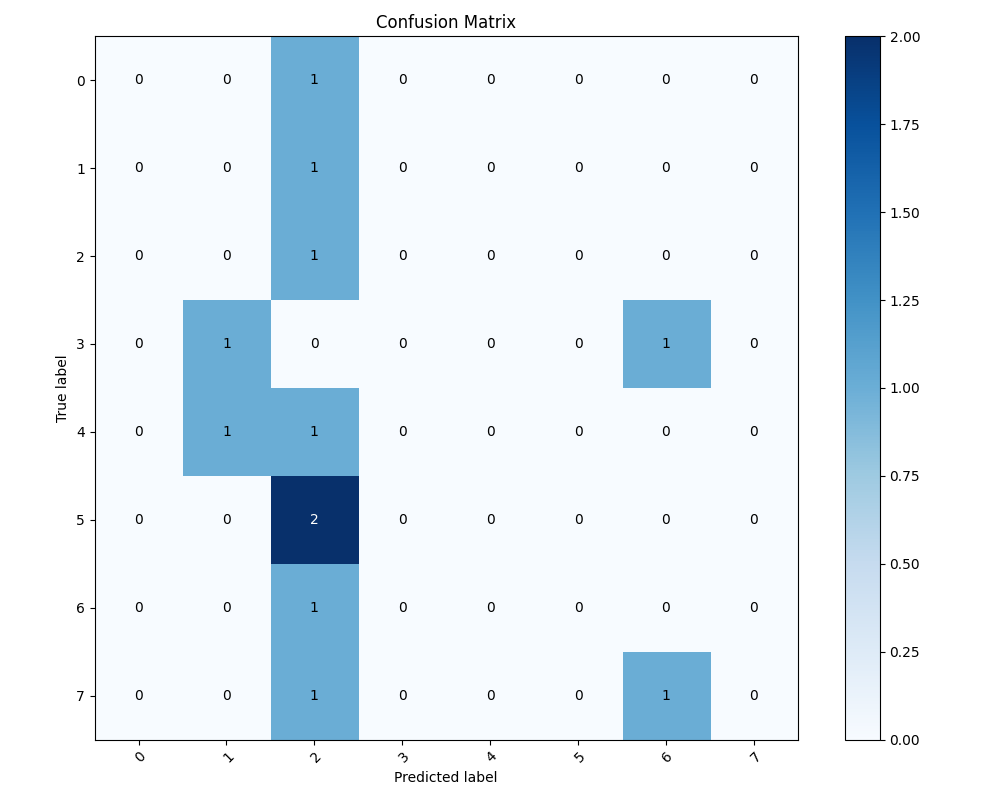 Confusion Matrix
0 0 0 1 0 0 0 0 0
1 0 0 1 0 0 0 0 0
2 0 0 1 0 0 0 0 0
3 0 1 0 0 0 0 1 0
4 0 1 1 0 0 0 0 0
5 0 0 2 0 0 0 0 0
6 0 0 1 0 0 0 0 0
7 0 0 1 0 0 0 1 0
0 1 2 3 4 5 6 7
True label
Predicted label
2.00
1.75
1.50
1.25
1.00
0.75
0.50
0.25
0.00